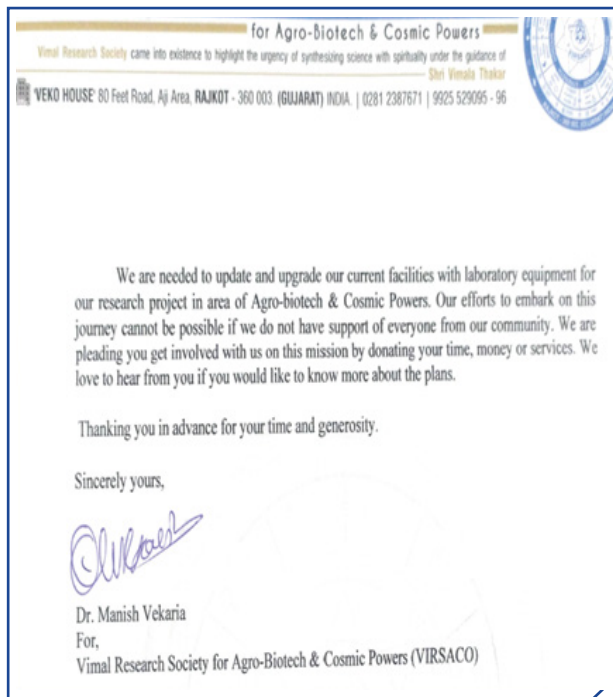 for Agro-Biotech & Cosmic Powers
Vimal Research Society came into existence to highlight the urgency of synthesizing science with spirituality under the guidance of
Shri Vimala Thakar
'VEKO HOUSE' 80 Feet Road, Aji Area, RAJKOT - 360 003. (GUJARAT) INDIA. | 0281 2387671 | 9925 529095 - 96
We are needed to update and upgrade our current facilities with laboratory equipment for
our research project in area of Agro-biotech & Cosmic Powers. Our efforts to embark on this
journey cannot be possible if we do not have support of everyone from our community. We are
pleading you get involved with us on this mission by donating your time, money or services. We
love to hear from you if you would like to know more about the plans.
Thanking you in advance for your time and generosity.
Sincerely yours,
Dr. Manish Vekaria
For,
Vimal Research Society for Agro-Biotech & Cosmic Powers (VIRSACO)